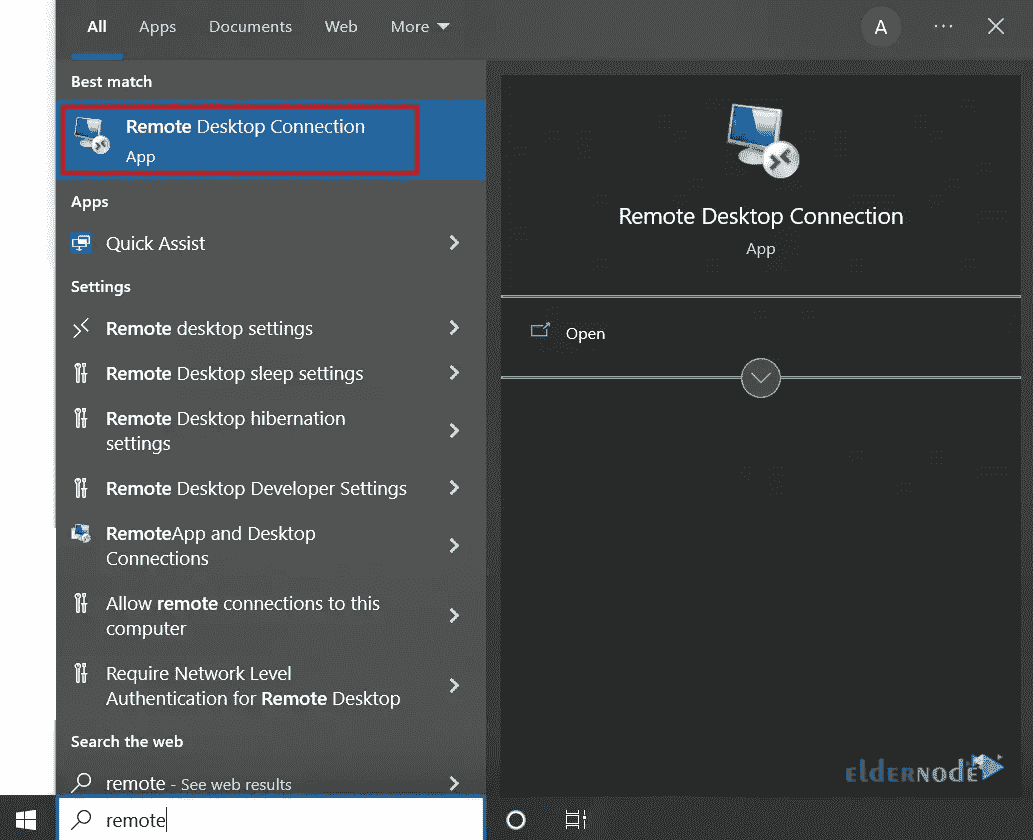 All Apps Documents Web More A ...
Best match
Remote Desktop Connection
App
Apps
Quick Assist
Settings
Remote desktop settings
Remote Desktop sleep settings
Remote Desktop hibernation
settings
Remote Desktop Developer Settings
RemoteApp and Desktop
Connections
Allow remote connections to this
computer
Require Network Level
Authentication for Remote Desktop
Search the web
remote - See web results
remote
Remote Desktop Connection
App
Open
eldernode